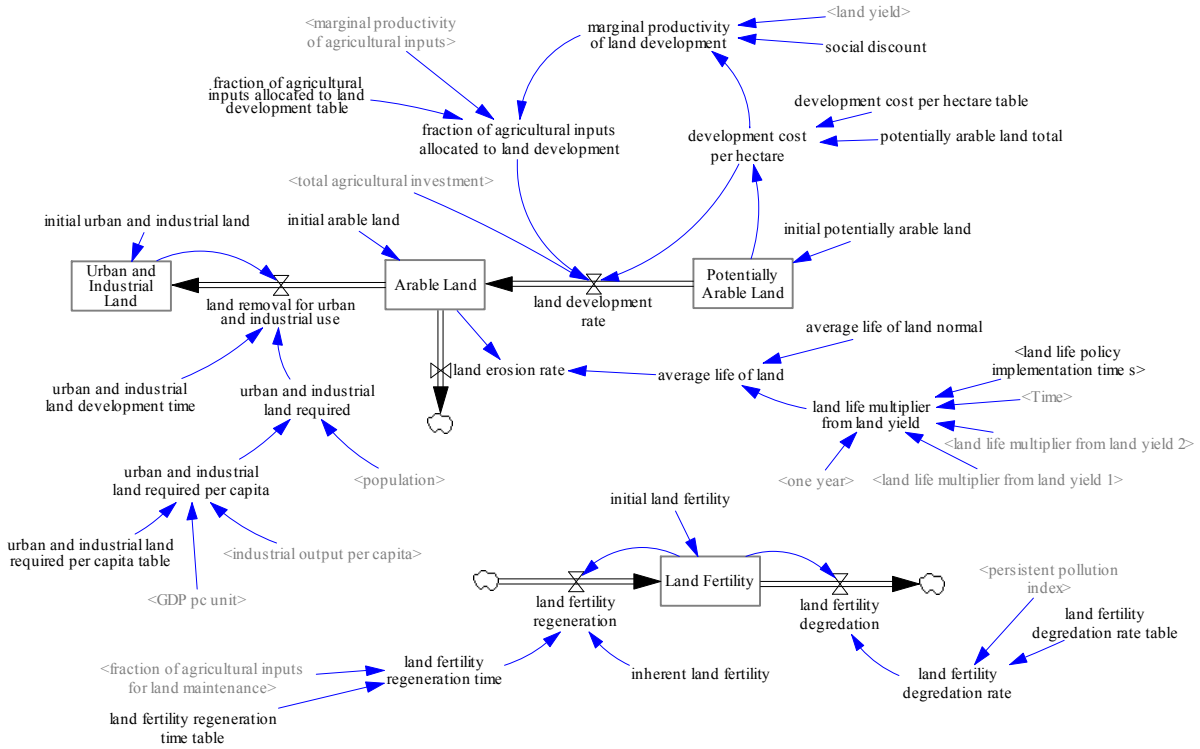 <marginal productivity
of agricultural inputs>
marginal productivity
of land development
<land yield>
social discount
fraction of agricultural
inputs allocated to land
development table
fraction of agricultural inputs
allocated to land development
development cost per hectare table
development cost
per hectare
potentially arable land total
<total agricultural investment>
initial urban and industrial land
initial arable land
initial potentially arable land
Urban and
Industrial
Land
Arable Land
Potentially
Arable Land
land removal for urban
and industrial use
land development
rate
average life of land normal
<land life policy
implementation time s>
land erosion rate
average life of land
urban and industrial
land development time
urban and industrial
land required
<Time>
land life multiplier
from land yield
<land life multiplier from land yield 2>
urban and industrial
land required per capita
<population>
<one year>
<land life multiplier from land yield 1>
initial land fertility
urban and industrial land
required per capita table
<industrial output per capita>
<GDP pc unit>
Land Fertility
<persistent pollution
index>
land fertility
regeneration
land fertility
degredation
land fertility
degredation rate table
<fraction of agricultural inputs
for land maintenance>
land fertility
regeneration time
inherent land fertility
land fertility
degredation rate
land fertility regeneration
time table